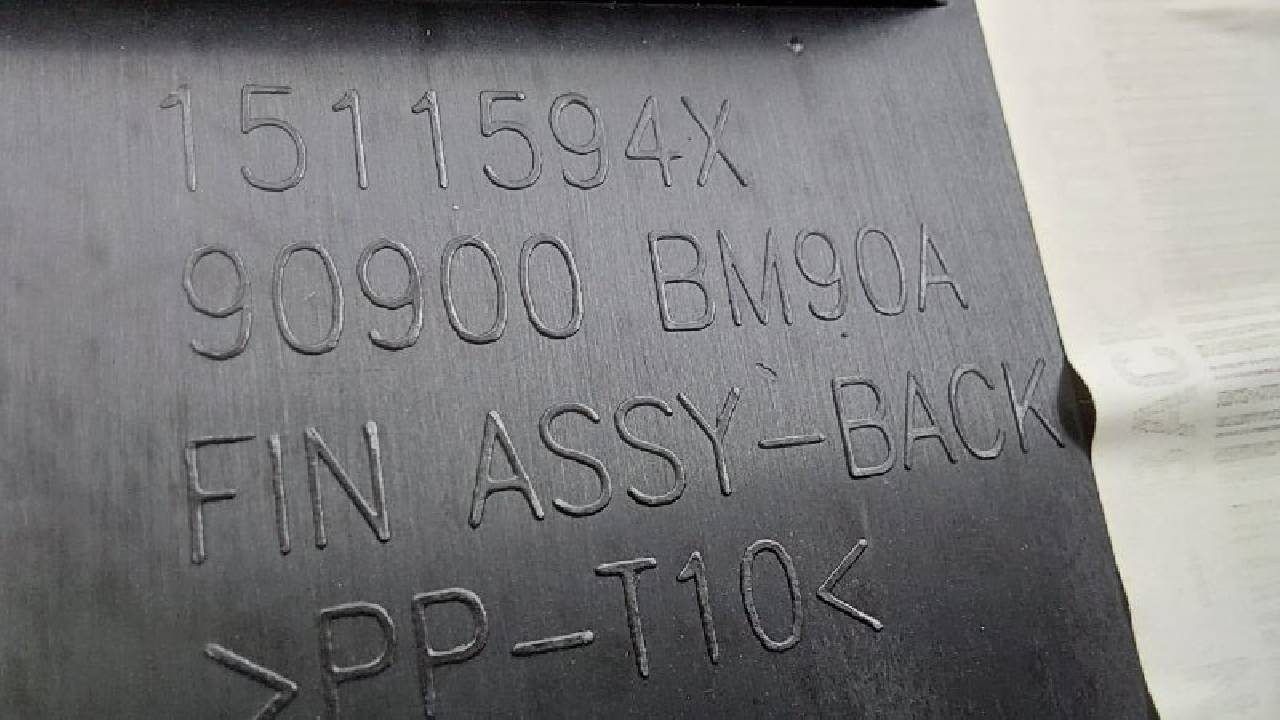 1511594X
90900 BM90A
FIN ASSY-BACK
>PP-T10<